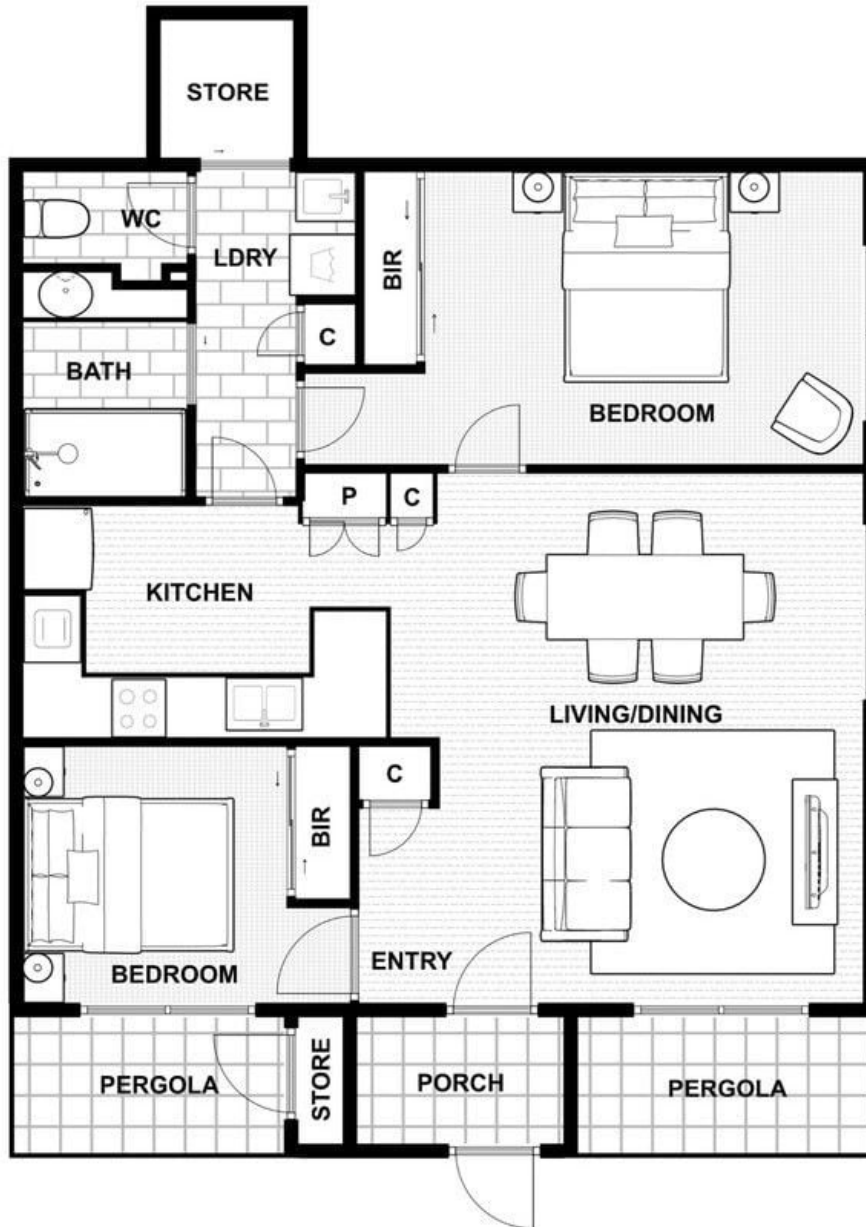 STORE
WC
LDRY
BIR
C
BATH
BEDROOM
P
C
KITCHEN
LIVING/DINING
C
BIR
BEDROOM
ENTRY
PERGOLA
STORE
PORCH
PERGOLA